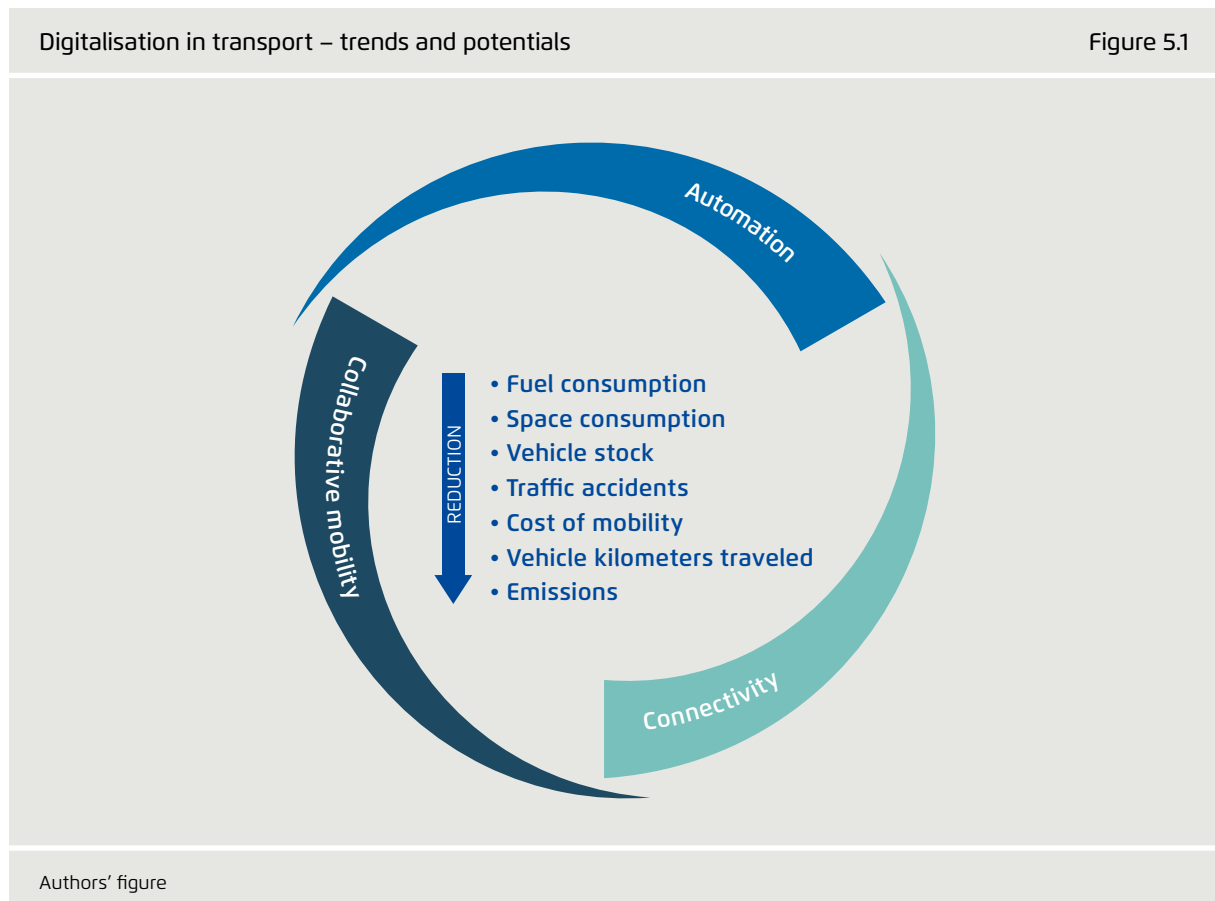 Digitalisation in transport – trends and potentials
Figure 5.1
Automation
Collaborative mobility
REDUCTION
• Fuel consumption
• Space consumption
• Vehicle stock
• Traffic accidents
• Cost of mobility
• Vehicle kilometers traveled
• Emissions
Connectivity
Authors’ figure